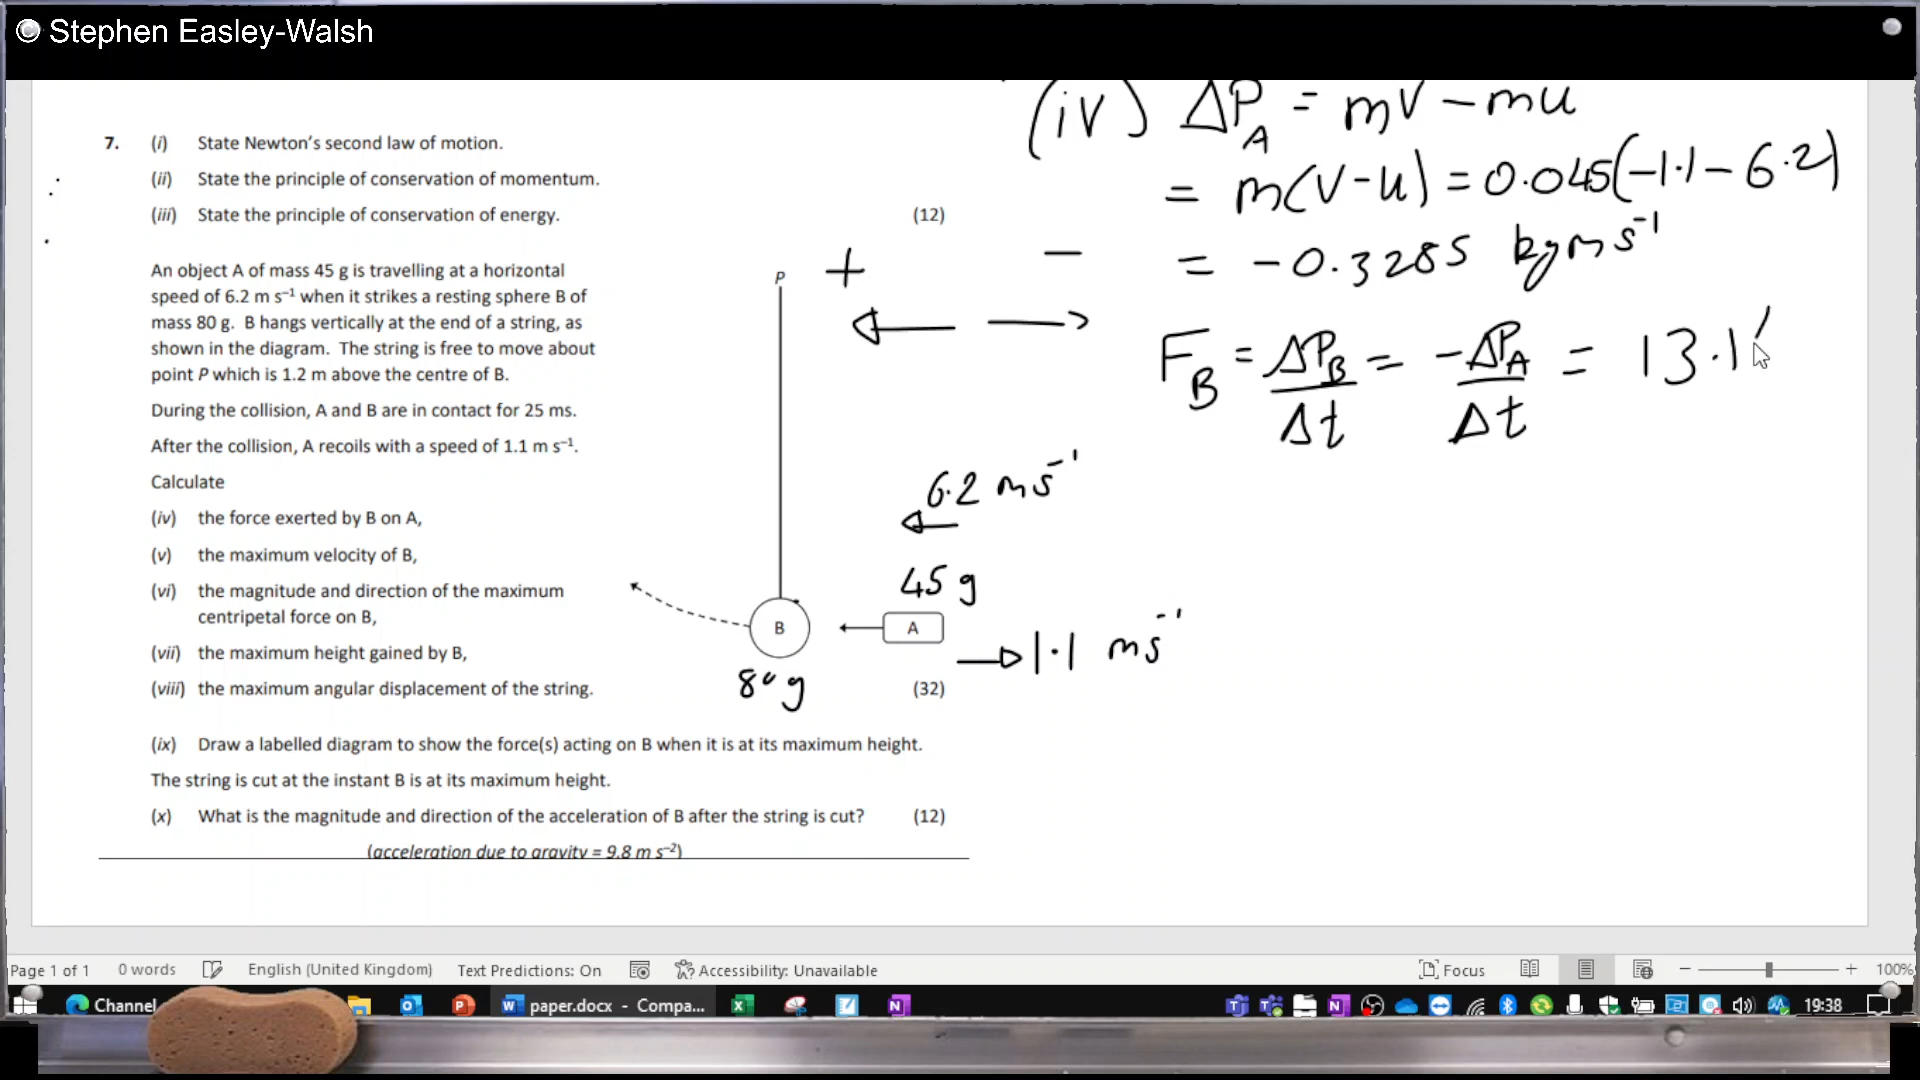 © Stephen Easley-Walsh
7. (i) State Newton's second law of motion.
(ii) State the principle of conservation of momentum.
(iii) State the principle of conservation of energy. (12)
An object A of mass 45 g is travelling at a horizontal
speed of 6.2 m s⁻¹ when it strikes a resting sphere B of
mass 80 g. B hangs vertically at the end of a string, as
shown in the diagram. The string is free to move about
point P which is 1.2 m above the centre of B.
During the collision, A and B are in contact for 25 ms.
After the collision, A recoils with a speed of 1.1 m s⁻¹.
Calculate
(iv) the force exerted by B on A,
(v) the maximum velocity of B,
(vi) the magnitude and direction of the maximum
centripetal force on B,
(vii) the maximum height gained by B,
(viii) the maximum angular displacement of the string. (32)
(ix) Draw a labelled diagram to show the force(s) acting on B when it is at its maximum height.
The string is cut at the instant B is at its maximum height.
(x) What is the magnitude and direction of the acceleration of B after the string is cut? (12)
(acceleration due to gravity = 9.8 m s⁻²)
P
+ −
6.2 ms⁻¹
45 g
B
A
1.1 ms⁻¹
80 g
(iv) ΔP_A = mV − mu
= m(V−u) = 0.045(−1.1 − 6.2)
= −0.3285 kgms⁻¹
F_B = ΔP_B/Δt = −ΔP_A/Δt = 13.1
Page 1 of 1 0 words English (United Kingdom) Text Predictions: On Accessibility: Unavailable Focus 100%
Channel paper.docx - Compa... 19:38